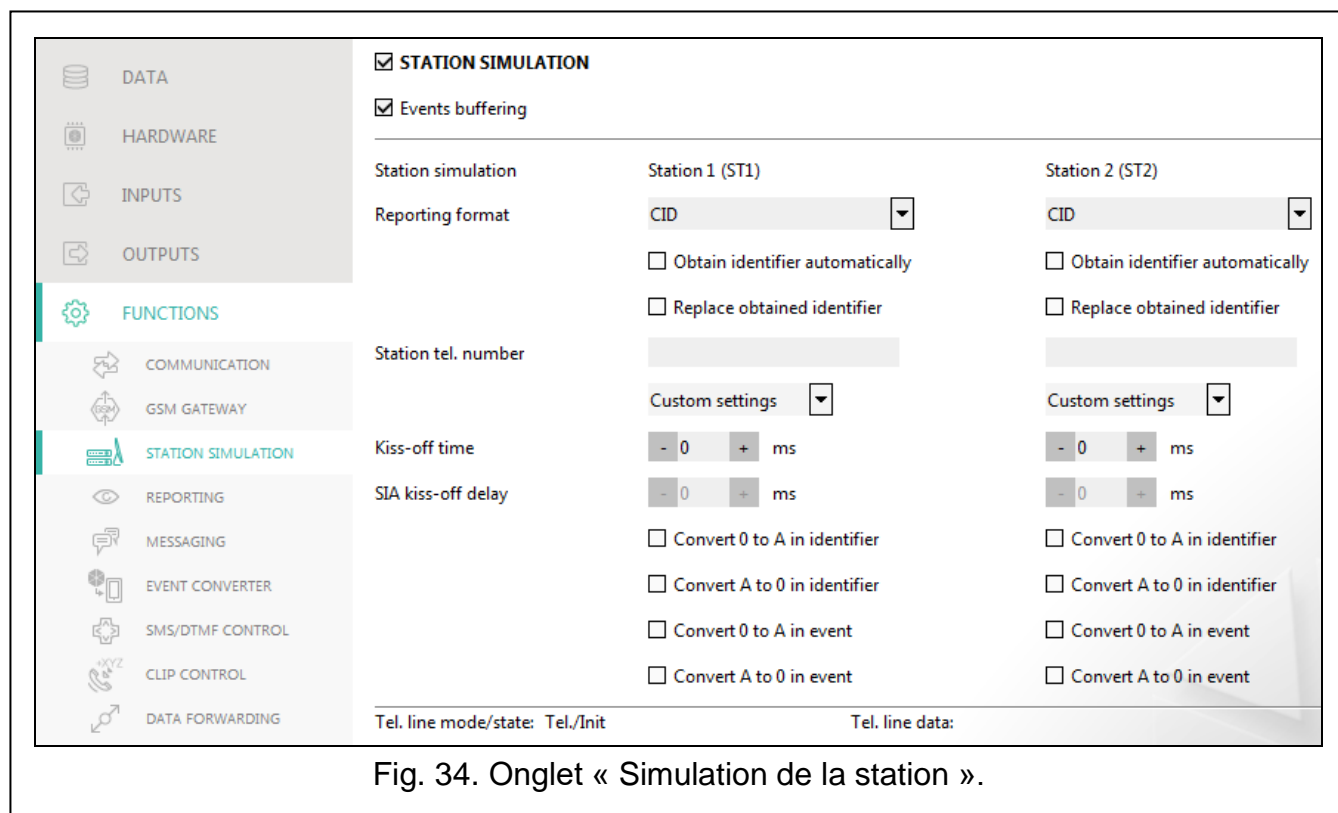 DATA
HARDWARE
INPUTS
OUTPUTS
FUNCTIONS
COMMUNICATION
GSM GATEWAY
STATION SIMULATION
REPORTING
MESSAGING
EVENT CONVERTER
SMS/DTMF CONTROL
+XYZ
CLIP CONTROL
DATA FORWARDING
STATION SIMULATION
Events buffering
Station simulation Station 1 (ST1) Station 2 (ST2)
Reporting format CID CID
Obtain identifier automatically Obtain identifier automatically
Replace obtained identifier Replace obtained identifier
Station tel. number
Custom settings Custom settings
Kiss-off time - 0 + ms - 0 + ms
SIA kiss-off delay - 0 + ms - 0 + ms
Convert 0 to A in identifier Convert 0 to A in identifier
Convert A to 0 in identifier Convert A to 0 in identifier
Convert 0 to A in event Convert 0 to A in event
Convert A to 0 in event Convert A to 0 in event
Tel. line mode/state: Tel./Init Tel. line data:
Fig. 34. Onglet « Simulation de la station ».